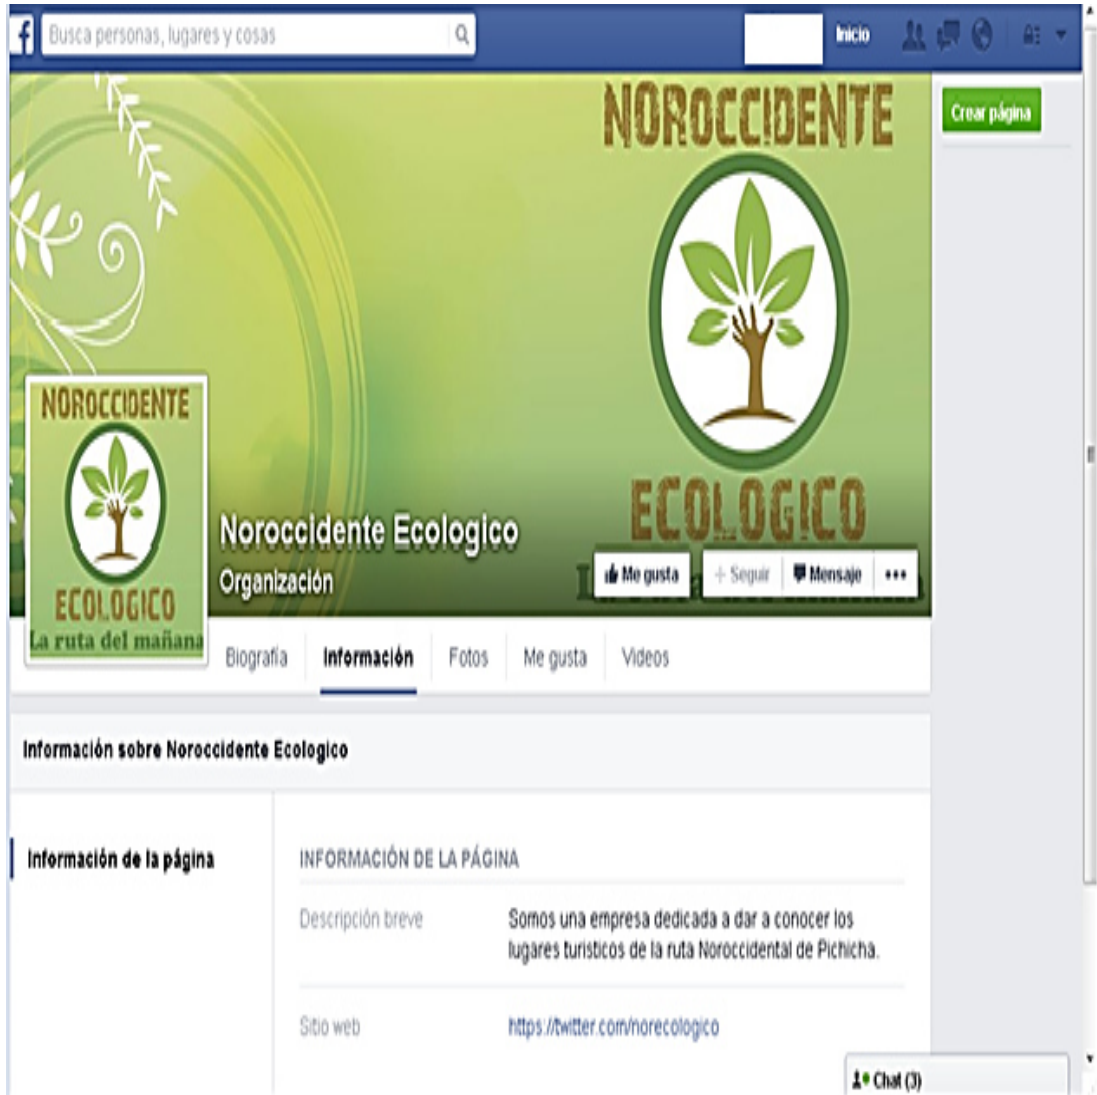 f
Busca personas, lugares y cosas
Inicio
NOROCCIDENTE
Crear página
NOROCCIDENTE
ECOLOGICO
La ruta del mañana
ECOLOGICO
Noroccidente Ecologico
Organización
Me gusta
+ Seguir
Mensaje
•••
Biografía
Información
Fotos
Me gusta
Videos
Información sobre Noroccidente Ecologico
Información de la página
INFORMACIÓN DE LA PÁGINA
Descripción breve
Somos una empresa dedicada a dar a conocer los
lugares turisticos de la ruta Noroccidental de Pichicha.
Sitio web
https://twitter.com/norecologico
Chat (3)